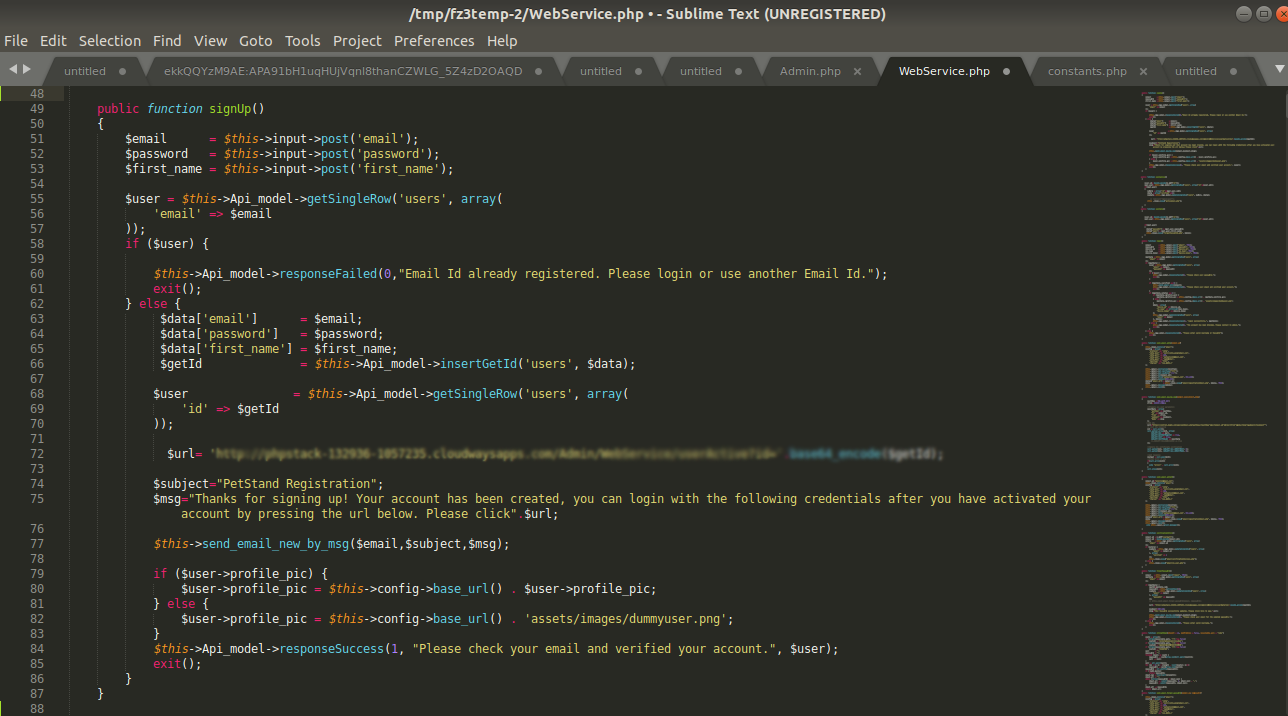 /tmp/fz3temp-2/WebService.php • - Sublime Text (UNREGISTERED)
File Edit Selection Find View Goto Tools Project Preferences Help
untitled ekkQQYzM9AE:APA91bH1uqHUjVqnI8thanCZWLG_5Z4zD2OAQD untitled untitled Admin.php WebService.php constants.php untitled
48
49 public function signUp()
50 {
51 $email = $this->input->post('email');
52 $password = $this->input->post('password');
53 $first_name = $this->input->post('first_name');
54
55 $user = $this->Api_model->getSingleRow('users', array(
56 'email' => $email
57 ));
58 if ($user) {
59
60 $this->Api_model->responseFailed(0,"Email Id already registered. Please login or use another Email Id.");
61 exit();
62 } else {
63 $data['email'] = $email;
64 $data['password'] = $password;
65 $data['first_name'] = $first_name;
66 $getId = $this->Api_model->insertGetId('users', $data);
67
68 $user = $this->Api_model->getSingleRow('users', array(
69 'id' => $getId
70 ));
71
72 $url=
73
74 $subject="PetStand Registration";
75 $msg="Thanks for signing up! Your account has been created, you can login with the following credentials after you have activated your
account by pressing the url below. Please click".$url;
76
77 $this->send_email_new_by_msg($email,$subject,$msg);
78
79 if ($user->profile_pic) {
80 $user->profile_pic = $this->config->base_url() . $user->profile_pic;
81 } else {
82 $user->profile_pic = $this->config->base_url() . 'assets/images/dummyuser.png';
83 }
84 $this->Api_model->responseSuccess(1, "Please check your email and verified your account.", $user);
85 exit();
86 }
87 }
88